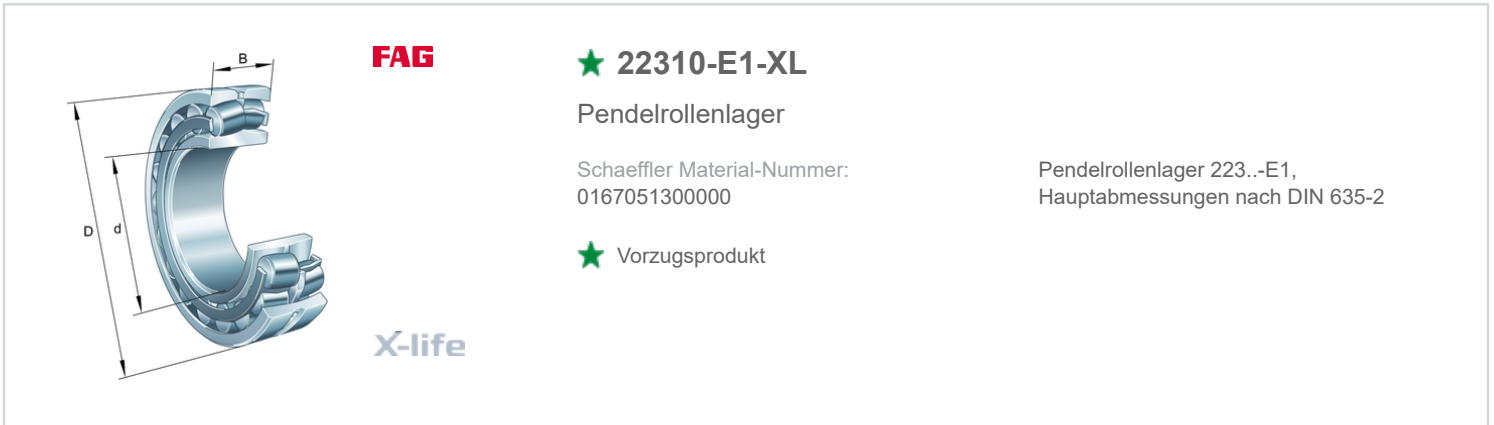 B
D
d
FAG
X-life
22310-E1-XL
Pendelrollenlager
Schaeffler Material-Nummer:
0167051300000
Vorzugsprodukt
Pendelrollenlager 223..-E1,
Hauptabmessungen nach DIN 635-2